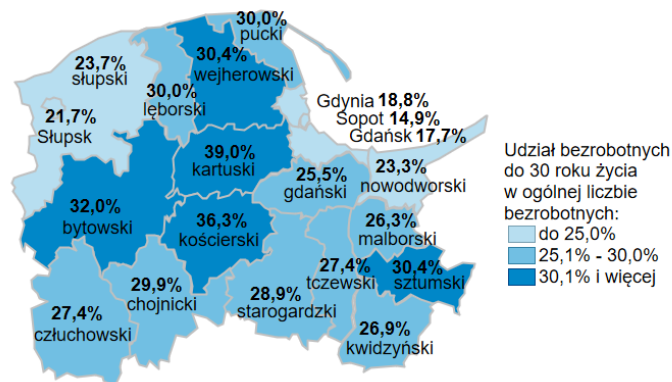 30,0%
pucki
30,4%
wejherowski
23,7%
słupski
30,0%
lęborski
21,7%
Słupsk
Gdynia 18,8%
Sopot 14,9%
Gdańsk 17,7%
39,0%
kartuski
25,5%
gdański
23,3%
nowodworski
32,0%
bytowski
36,3%
kościerski
26,3%
malborski
27,4%
tczewski
30,4%
sztumski
29,9%
chojnicki
28,9%
starogardzki
27,4%
człuchowski
26,9%
kwidzyński
Udział bezrobotnych
do 30 roku życia
w ogólnej liczbie
bezrobotnych:
do 25,0%
25,1% - 30,0%
30,1% i więcej